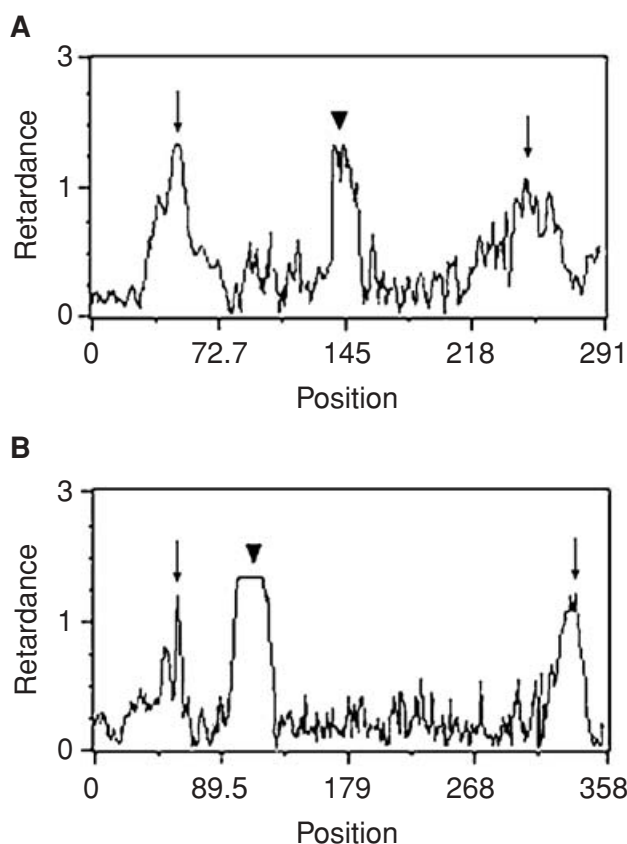 A
3
1
0
Retardance
0 72.7 145 218 291
Position
B
3
1
0
Retardance
0 89.5 179 268 358
Position